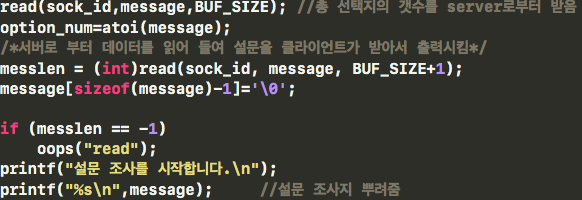 read(sock_id,message,BUF_SIZE); //총 선택지의 갯수를 server로부터 받음
option_num=atoi(message);
/*서버로 부터 데이터를 읽어 들여 설문을 클라이언트가 받아서 출력시킴*/
messlen = (int)read(sock_id, message, BUF_SIZE+1);
message[sizeof(message)-1]='\0';
if (messlen == -1)
oops("read");
printf("설문 조사를 시작합니다.\n");
printf("%s\n",message); //설문 조사지 뿌려줌